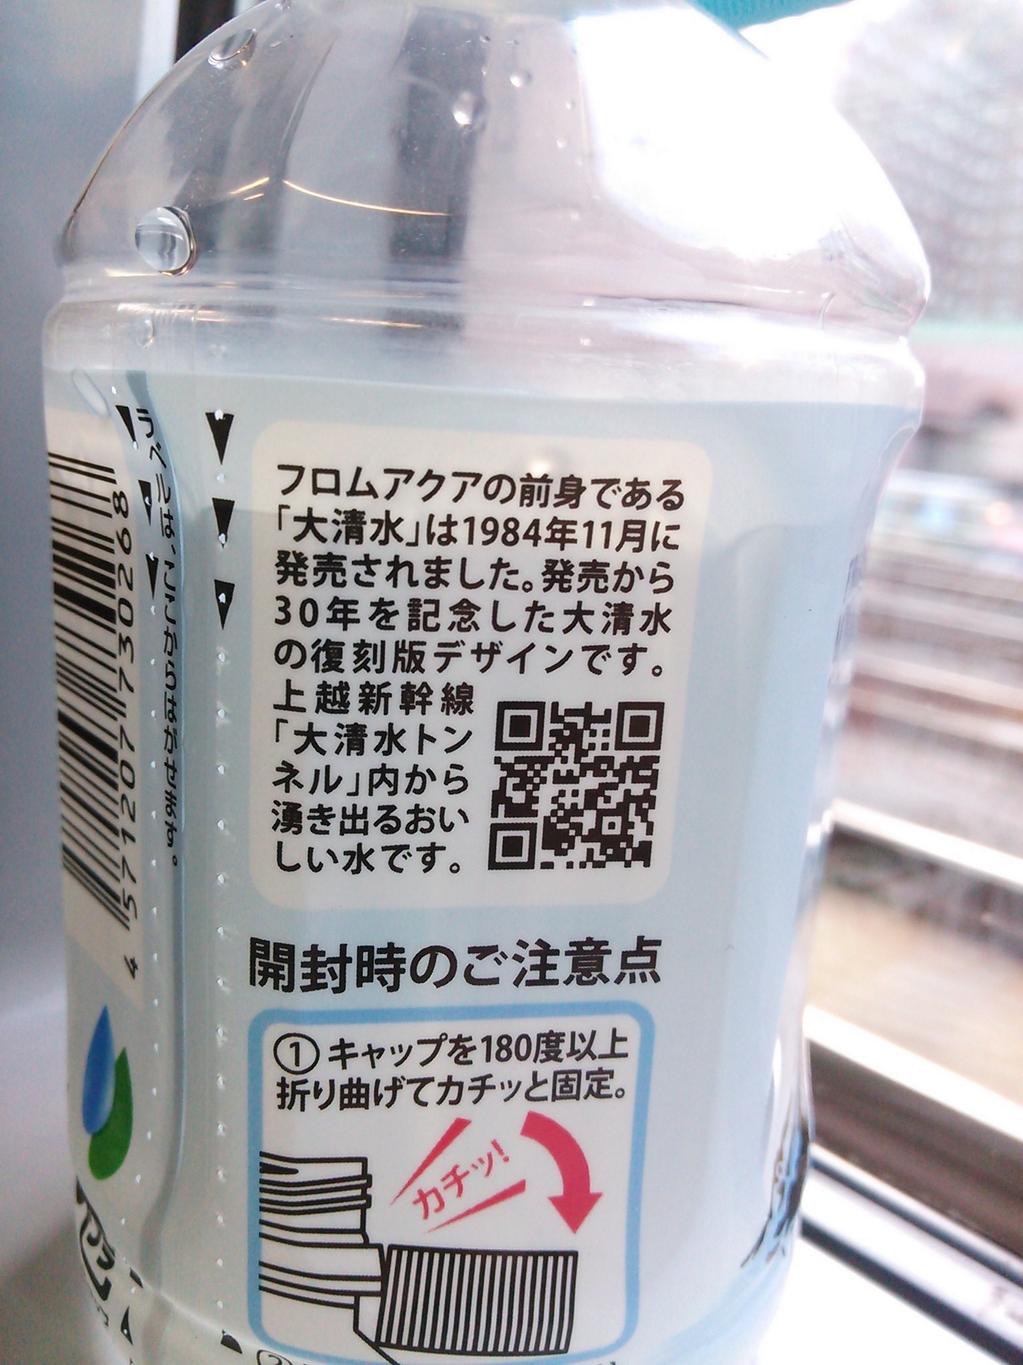 フロムアクアの前身である
「大清水」は1984年11月に
発売されました。発売から
30年を記念した大清水
の復刻版デザインです。
上越新幹線
「大清水トン
ネル」内から
湧き出るおい
しい水です。
開封時のご注意点
① キャップを180度以上
折り曲げてカチッと固定。
カチッ!
ラベルは、ここからはがせます。
4 571207 730268
プラ